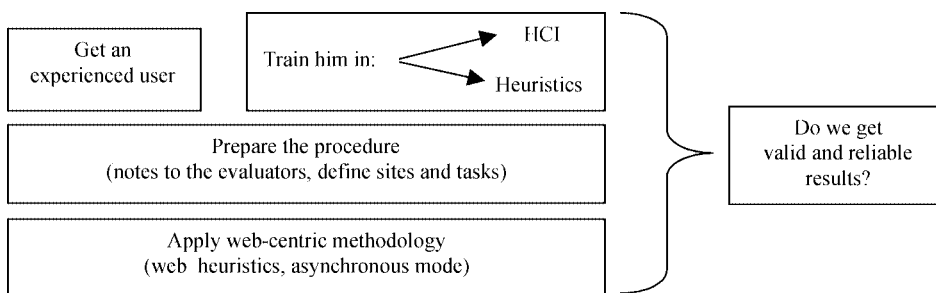 Get an
experienced user
Train him in:
HCI
Heuristics
Prepare the procedure
(notes to the evaluators, define sites and tasks)
Apply web-centric methodology
(web heuristics, asynchronous mode)
Do we get
valid and reliable
results?